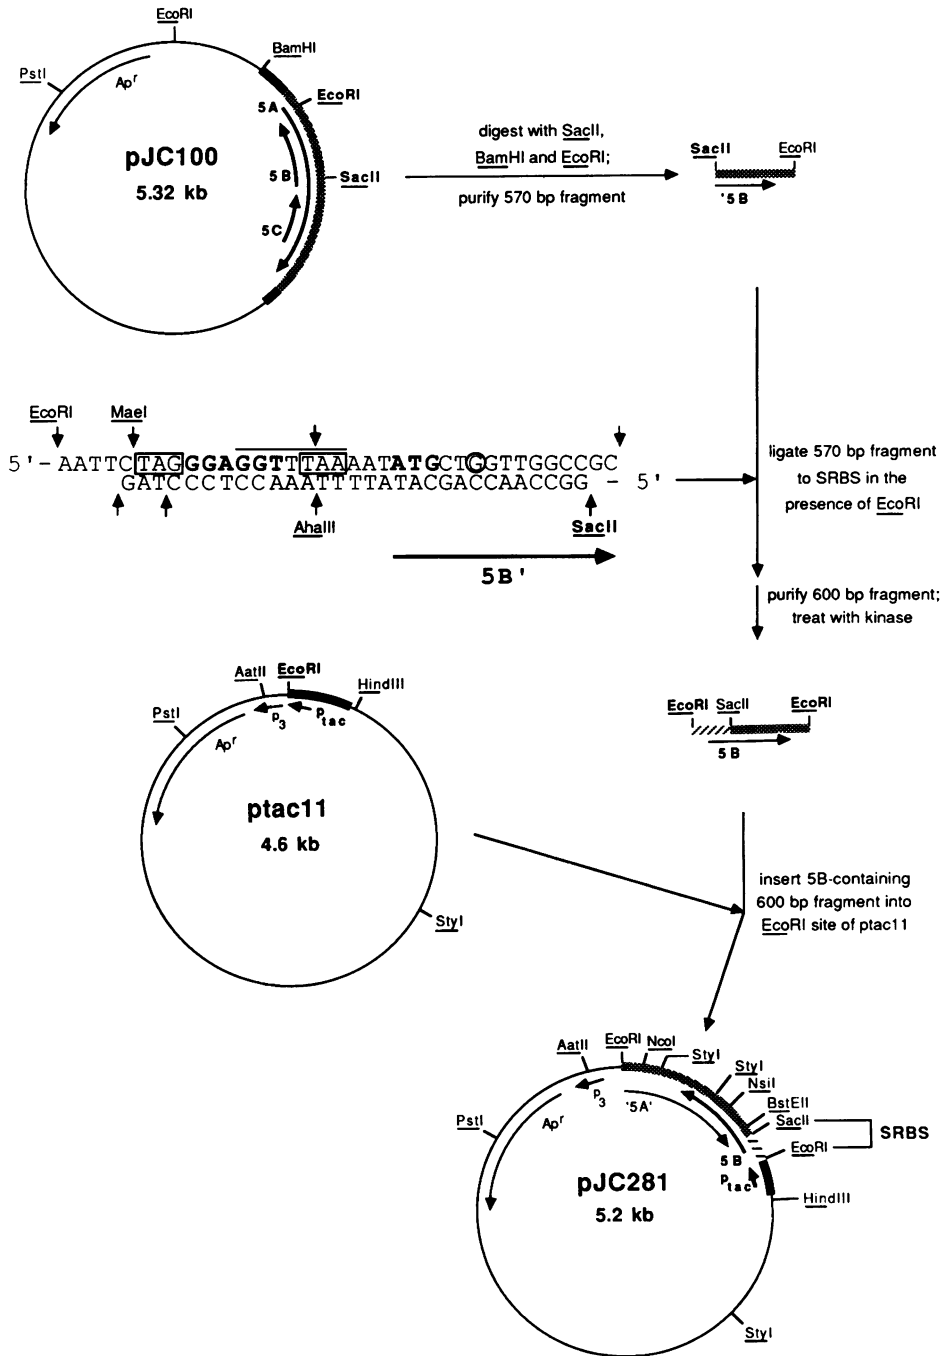 EcoRI
BamHI
PstI
Apʳ
EcoRI
5A
pJC100
5.32 kb
5B
SacII
5C
digest with SacII,
BamHI and EcoRI;
purify 570 bp fragment
SacII
EcoRI
'5B
EcoRI
MaeI
5'-AATTCTAGGGAGGTTTAAAATATGCTGGTTGGCCGC
GATCCCTCCAAATTTTATACGACCAACCGG - 5'
AhaIII
SacII
5B'
ligate 570 bp fragment
to SRBS in the
presence of EcoRI
purify 600 bp fragment;
treat with kinase
AatII
EcoRI
HindIII
PstI
p3
ptac
Apʳ
ptac11
4.6 kb
StyI
EcoRI
SacII
EcoRI
5B
insert 5B-containing
600 bp fragment into
EcoRI site of ptac11
EcoRI
NcoI
AatII
StyI
StyI
NsiI
BstEII
SacII
SRBS
EcoRI
PstI
p3
'5A'
Apʳ
5B
ptac
pJC281
5.2 kb
HindIII
StyI